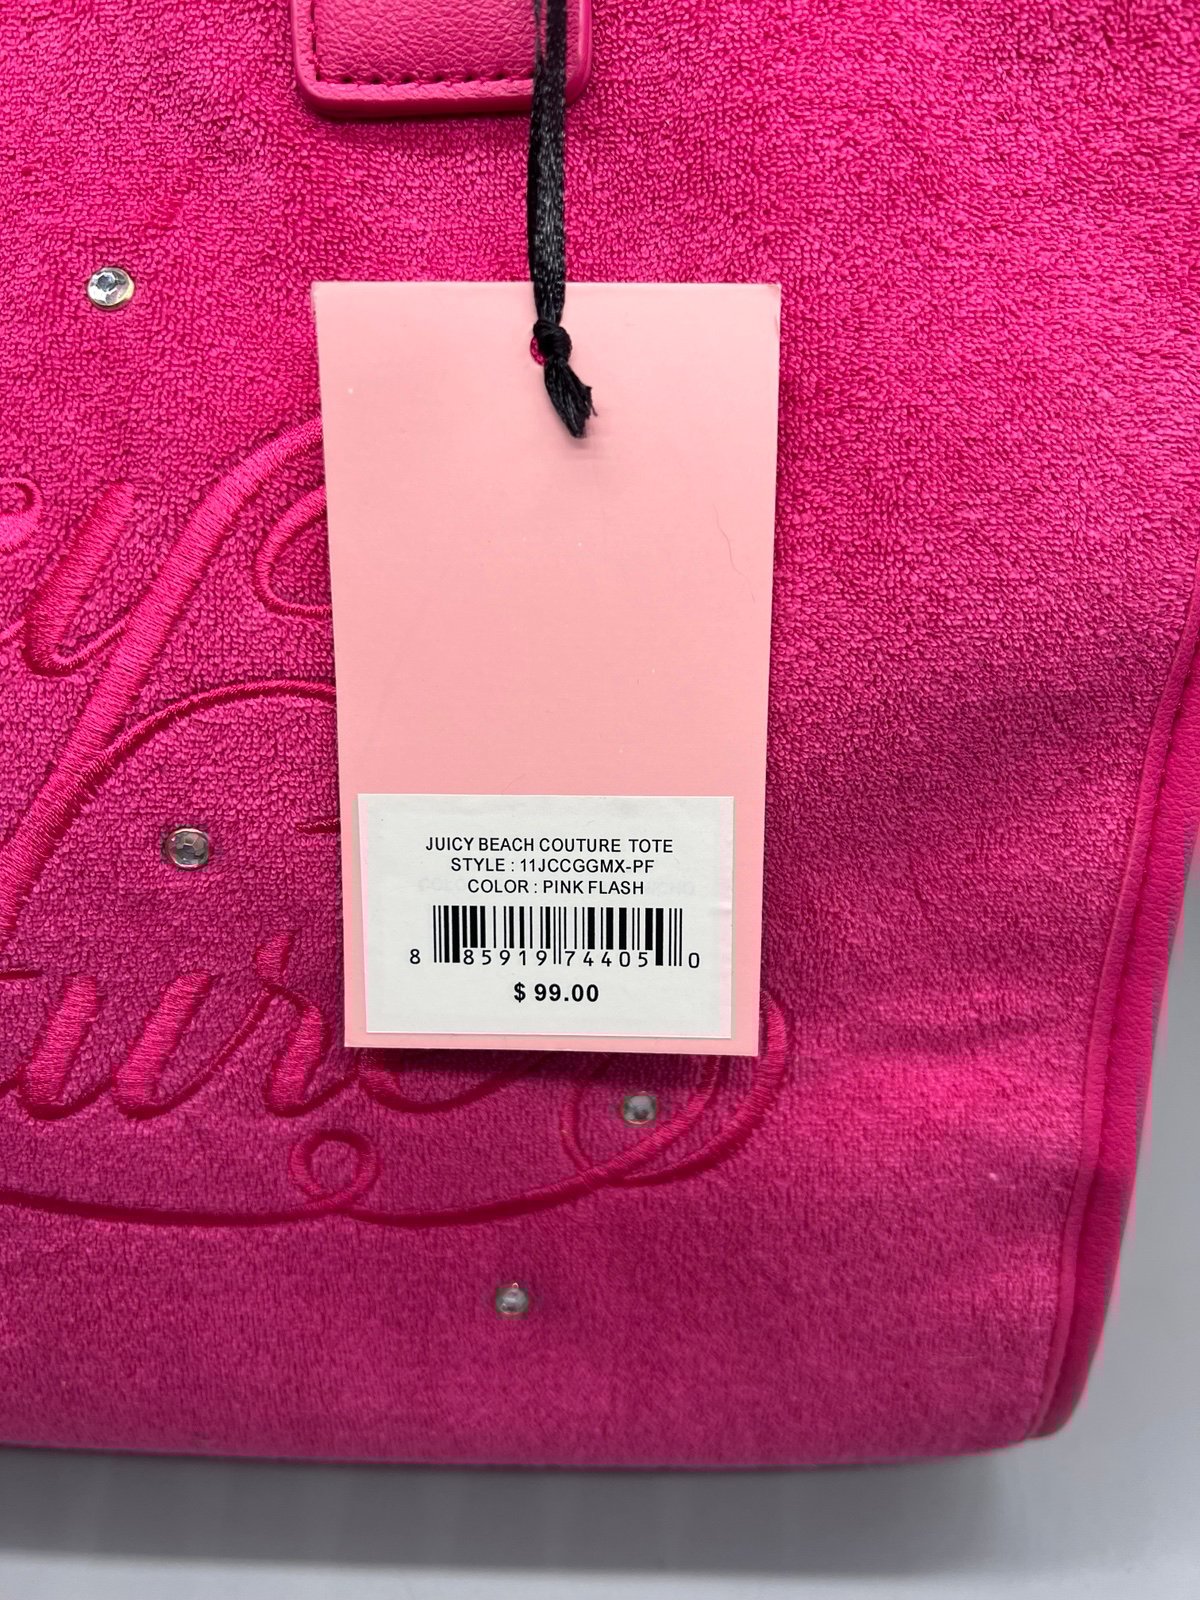 JUICY BEACH COUTURE TOTE
STYLE : 11JCCGGMX-PF
COLOR : PINK FLASH
8 85919 74405 0
$ 99.00